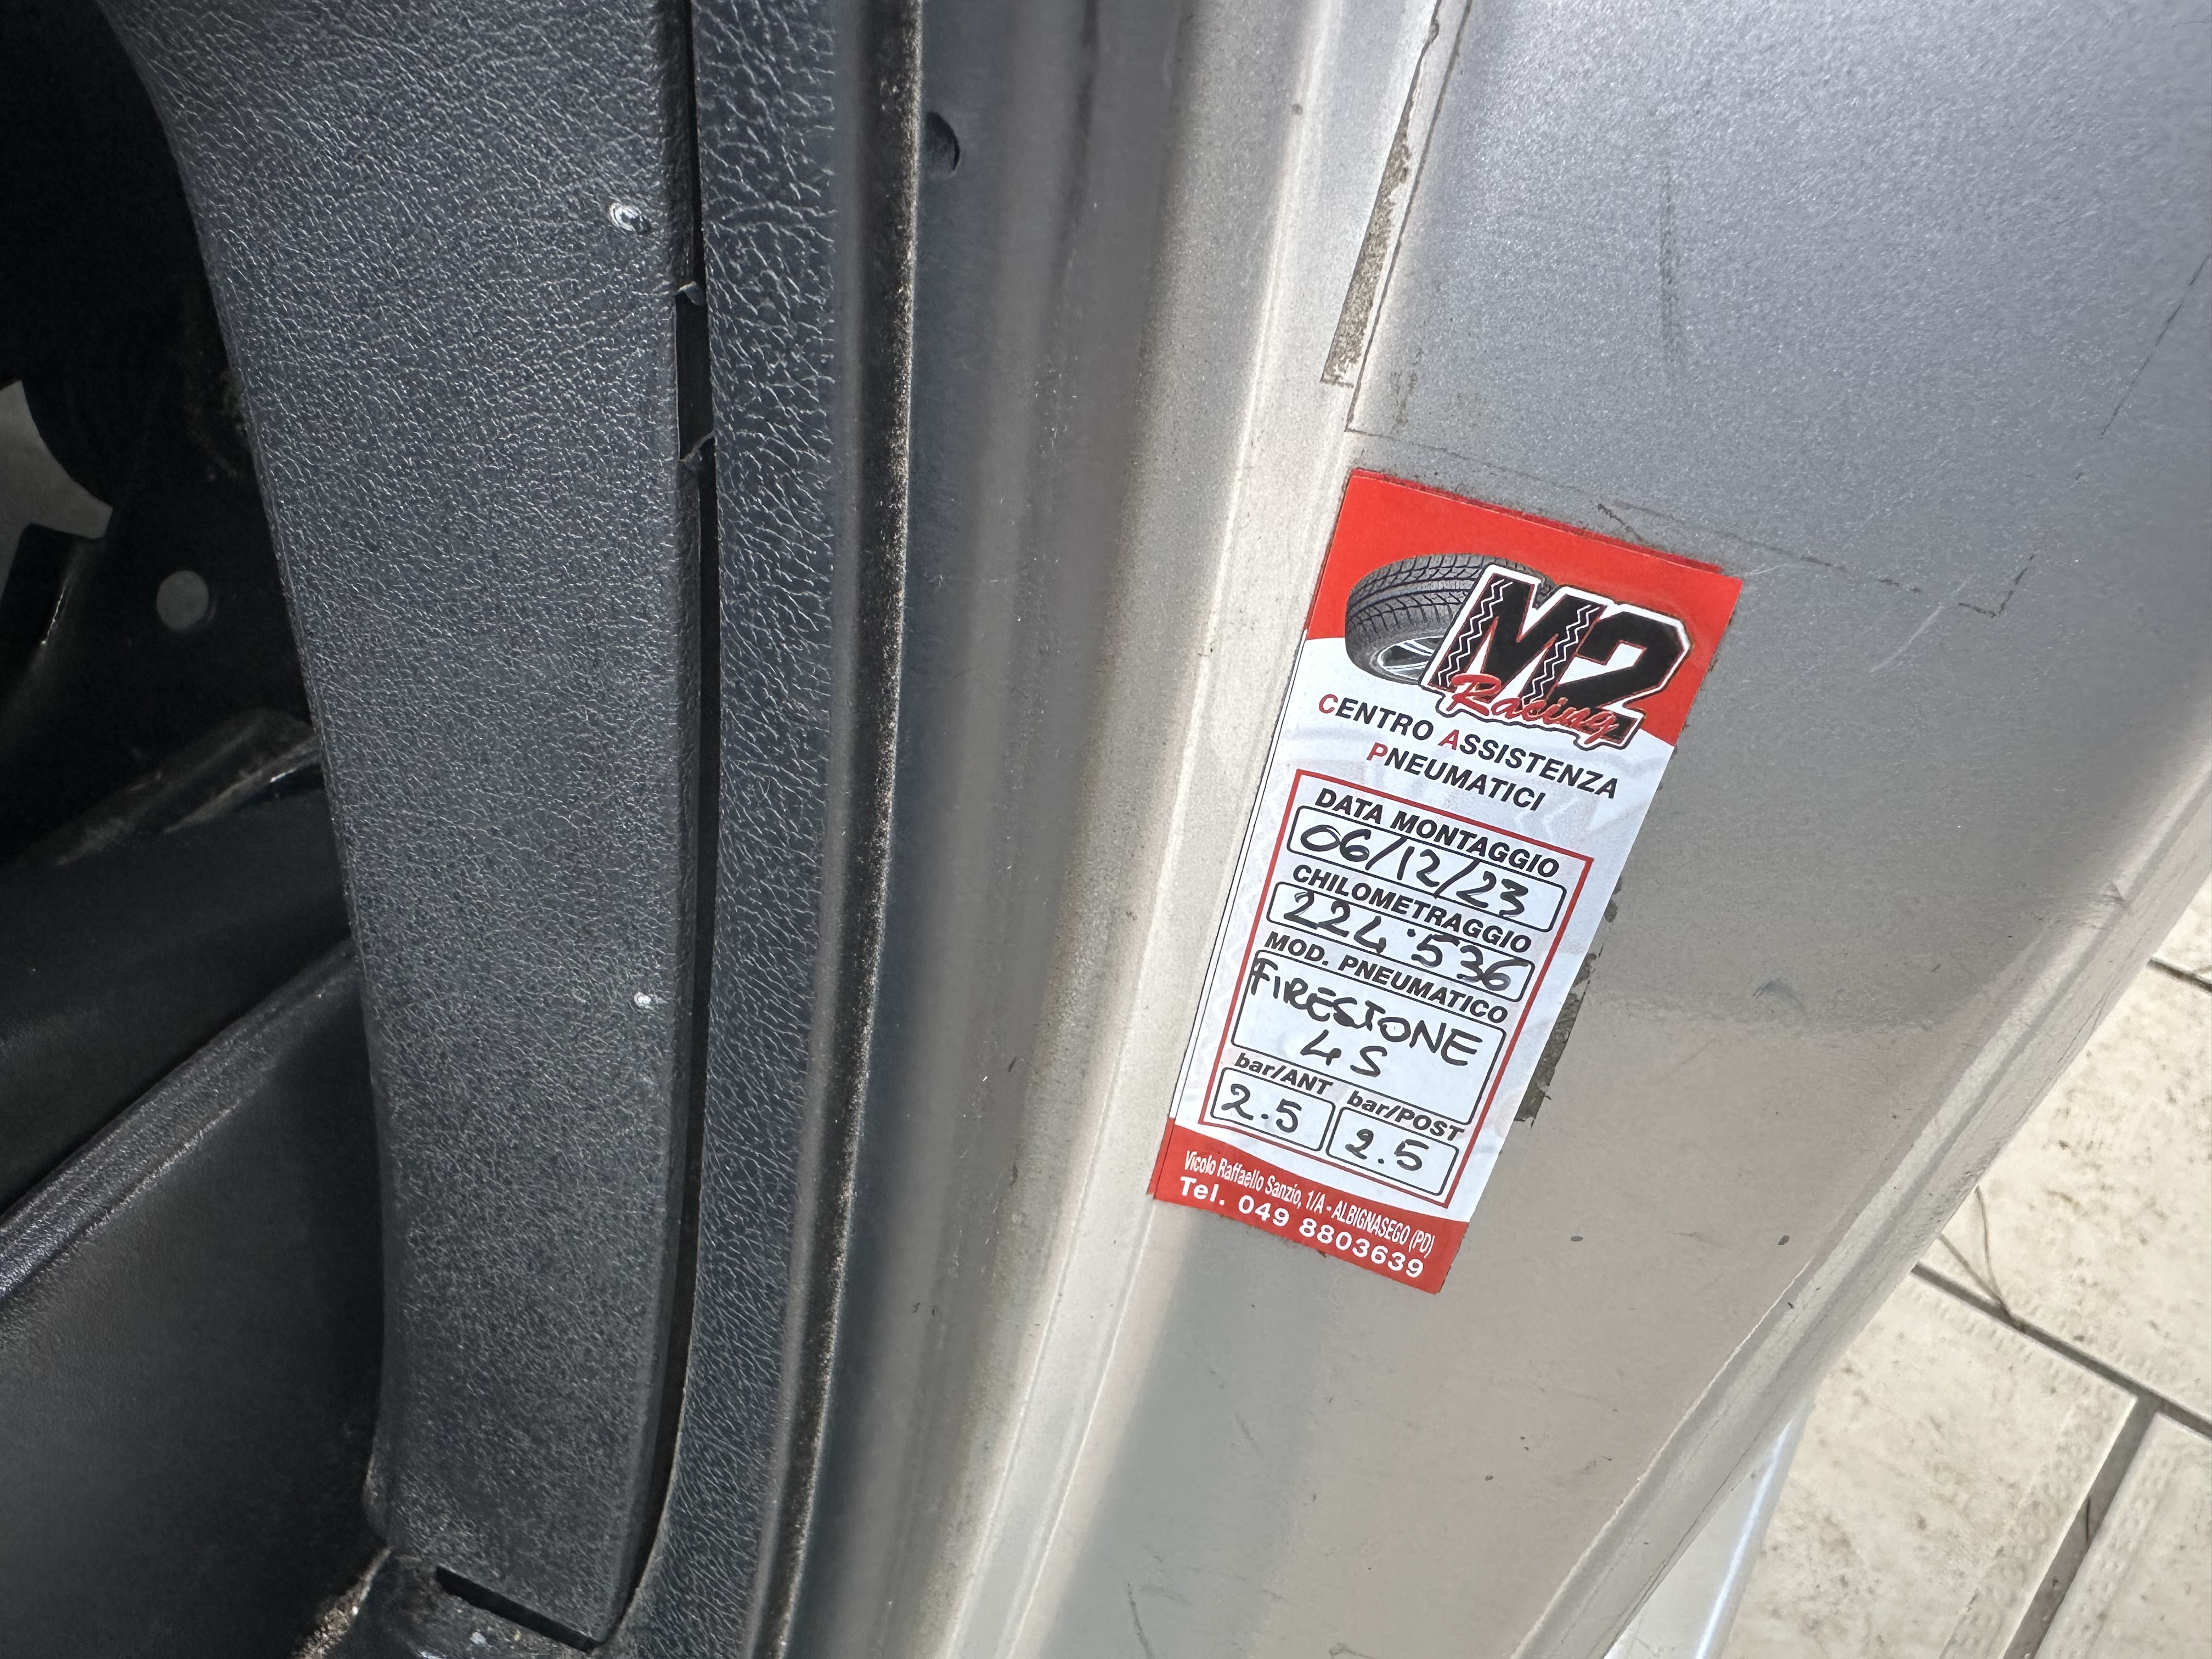 M2
Racing
CENTRO ASSISTENZA
PNEUMATICI
DATA MONTAGGIO
06/12/23
CHILOMETRAGGIO
224.536
MOD. PNEUMATICO
FIRESTONE
4S
bar/ANT bar/POST
2.5 2.5
Vicolo Raffaello Sanzio, 1/A - ALBIGNASEGO (PD)
Tel. 049 8803639